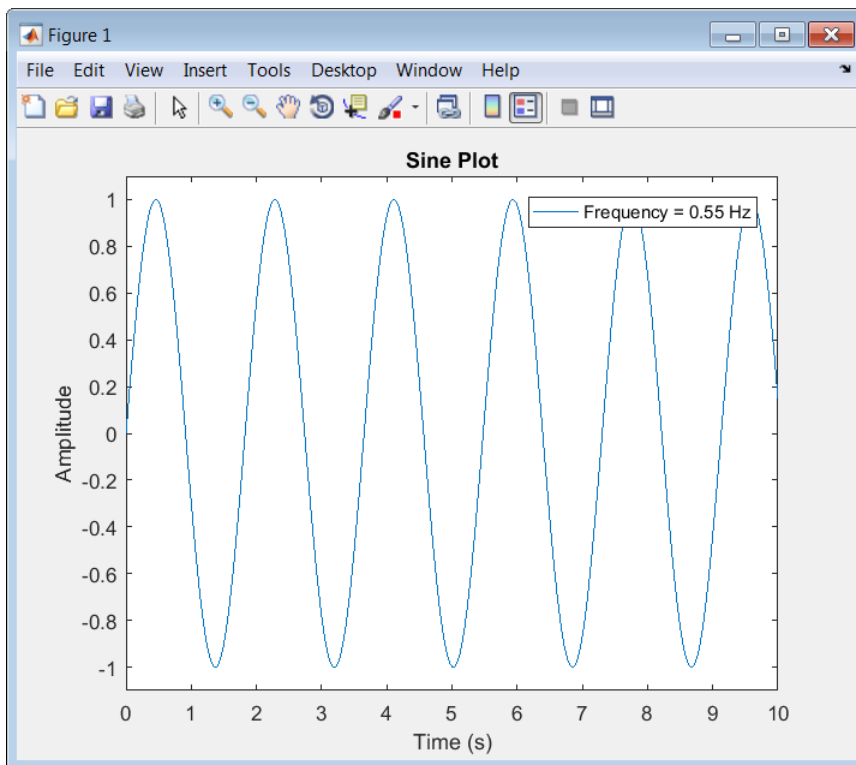 Figure 1
File Edit View Insert Tools Desktop Window Help
Sine Plot
Frequency = 0.55 Hz
1
0.8
0.6
0.4
0.2
0
-0.2
-0.4
-0.6
-0.8
-1
Amplitude
0 1 2 3 4 5 6 7 8 9 10
Time (s)